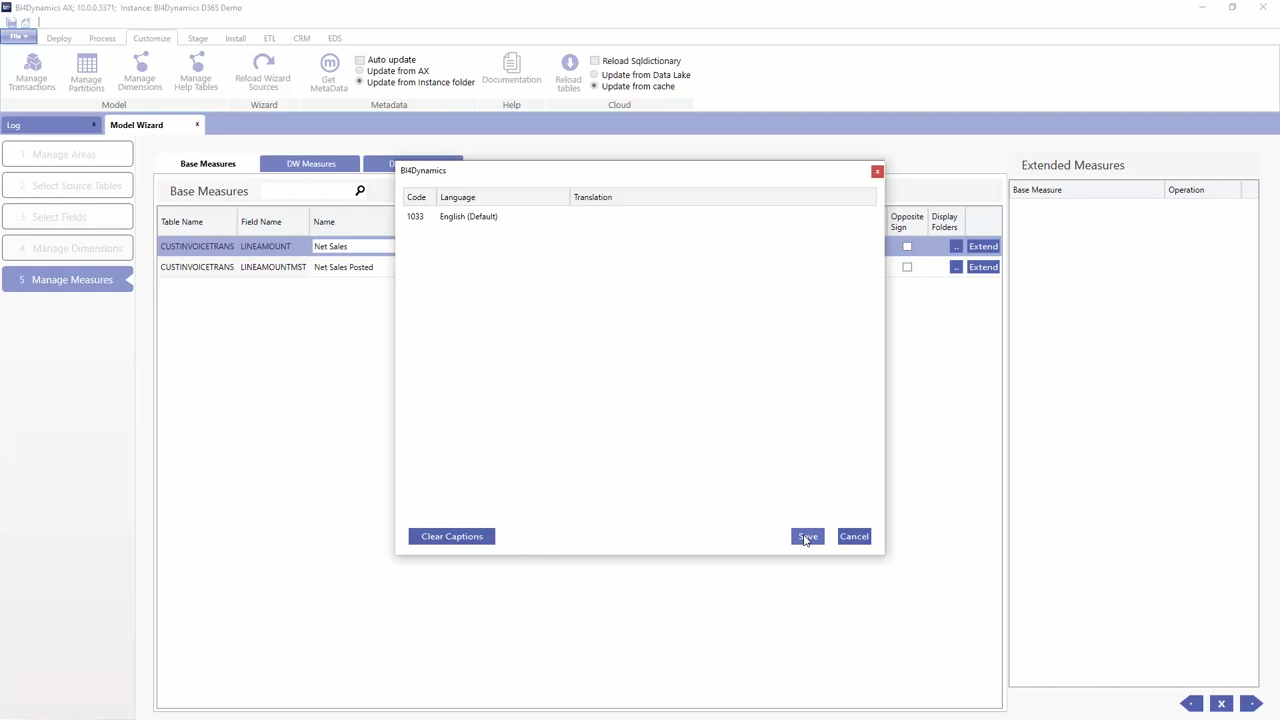 BI4Dynamics AX; 10.0.0.3371; Instance: BI4Dynamics D365 Demo
File
Deploy
Process
Customize
Stage
Install
ETL
CRM
EDS
Manage
Transactions
Manage
Partitions
Manage
Dimensions
Manage
Help Tables
Reload Wizard
Sources
Get
MetaData
Auto update
Update from AX
Update from Instance folder
Documentation
Reload
tables
Reload Sqldictionary
Update from Data Lake
Update from cache
Model
Wizard
Metadata
Help
Cloud
Log x
Model Wizard x
1 Manage Areas
2 Select Source Tables
3 Select Fields
4 Manage Dimensions
5 Manage Measures
Base Measures
DW Measures
D
Base Measures
Table Name
Field Name
Name
Opposite
Sign
Display
Folders
CUSTINVOICETRANS LINEAMOUNT Net Sales .. Extend
CUSTINVOICETRANS LINEAMOUNTMST Net Sales Posted .. Extend
BI4Dynamics x
Code Language Translation
1033 English (Default)
Clear Captions
Save
Cancel
Extended Measures
Base Measure Operation
X